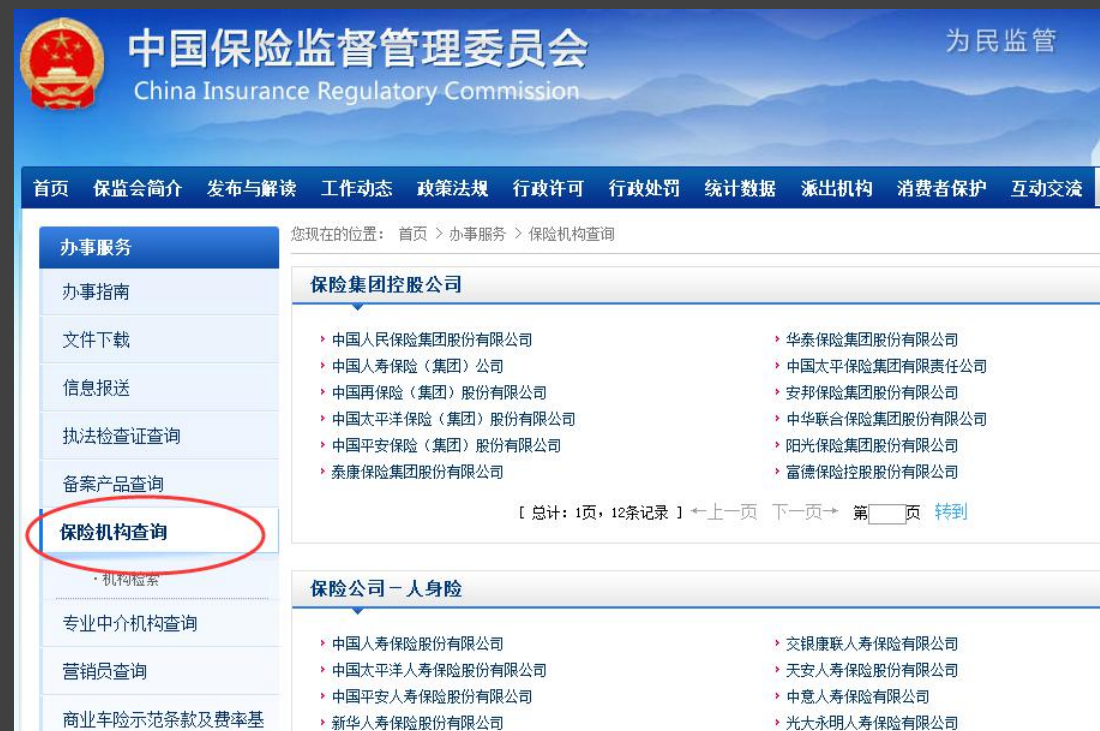 中国保险监督管理委员会
China Insurance Regulatory Commission
为民监管
首页 保监会简介 发布与解读 工作动态 政策法规 行政许可 行政处罚 统计数据 派出机构 消费者保护 互动交流
办事服务
办事指南
文件下载
信息报送
执法检查证查询
备案产品查询
保险机构查询
·机构检索
专业中介机构查询
营销员查询
商业车险示范条款及费率基
您现在的位置： 首页 > 办事服务 > 保险机构查询
保险集团控股公司
中国人民保险集团股份有限公司
中国人寿保险（集团）公司
中国再保险（集团）股份有限公司
中国太平洋保险（集团）股份有限公司
中国平安保险（集团）股份有限公司
泰康保险集团股份有限公司
华泰保险集团股份有限公司
中国太平保险集团有限责任公司
安邦保险集团股份有限公司
中华联合保险集团股份有限公司
阳光保险集团股份有限公司
富德保险控股股份有限公司
[ 总计：1页，12条记录 ] ←上一页 下一页→ 第 页 转到
保险公司－人身险
中国人寿保险股份有限公司
中国太平洋人寿保险股份有限公司
中国平安人寿保险股份有限公司
新华人寿保险股份有限公司
交银康联人寿保险有限公司
天安人寿保险股份有限公司
中意人寿保险有限公司
光大永明人寿保险有限公司